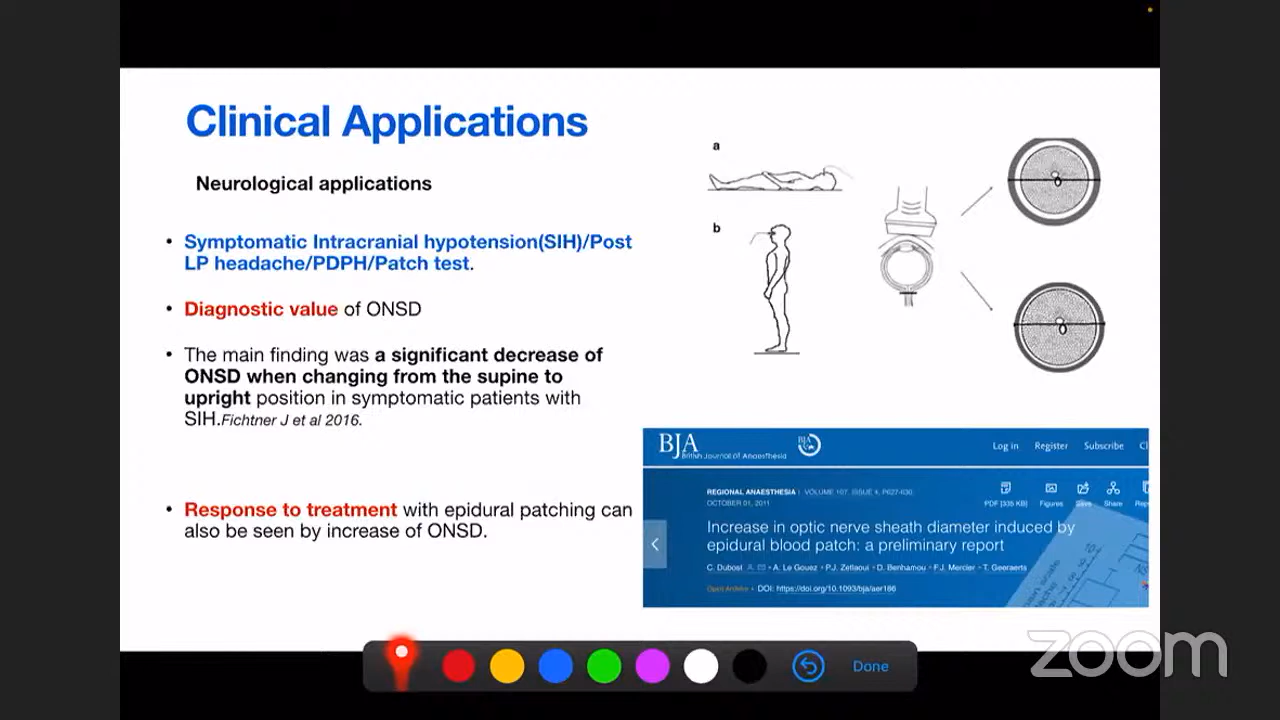 Clinical Applications
Neurological applications
• Symptomatic Intracranial hypotension(SIH)/Post
LP headache/PDPH/Patch test.
• Diagnostic value of ONSD
• The main finding was a significant decrease of
ONSD when changing from the supine to
upright position in symptomatic patients with
SIH.Fichtner J et al 2016.
• Response to treatment with epidural patching can
also be seen by increase of ONSD.
a
b
BJA
British Journal of Anaesthesia
BJA
Log in Register Subscribe Cl
REGIONAL ANAESTHESIA | VOLUME 107, ISSUE 4, P627-630,
OCTOBER 01, 2011
PDF [335 KB] Figures Save Share Rep
Increase in optic nerve sheath diameter induced by
epidural blood patch: a preliminary report
C. Dubost • A. Le Gouez • P.J. Zetlaoui • D. Benhamou • F.J. Mercier • T. Geeraerts
Open Archive • DOI: https://doi.org/10.1093/bja/aer186
Done
zoom